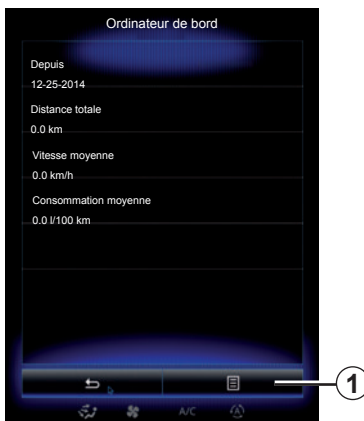 Ordinateur de bord
Depuis
12-25-2014
Distance totale
0.0 km
Vitesse moyenne
0.0 km/h
Consommation moyenne
0.0 l/100 km
1
A/C
A